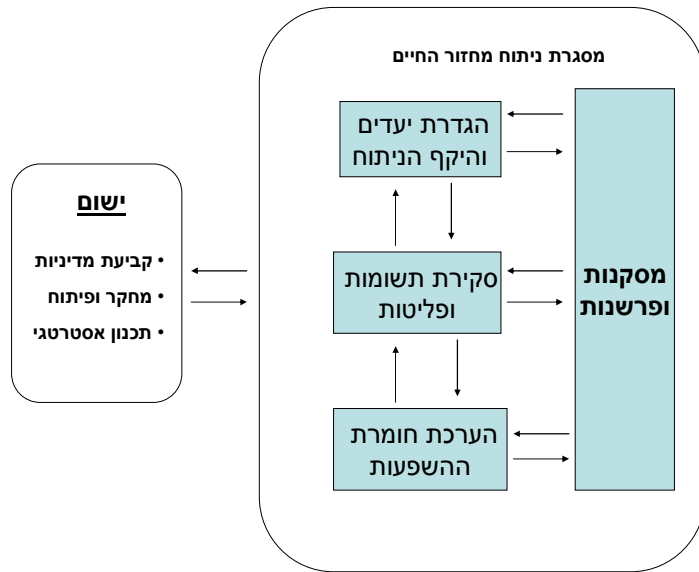 מסגרת ניתוח מחזור החיים
הגדרת יעדים
והיקף הניתוח
סקירת תשומות
ופליטות
הערכת חומרת
ההשפעות
מסקנות
ופרשנות
ישום
• קביעת מדיניות
• מחקר ופיתוח
• תכנון אסטרטגי